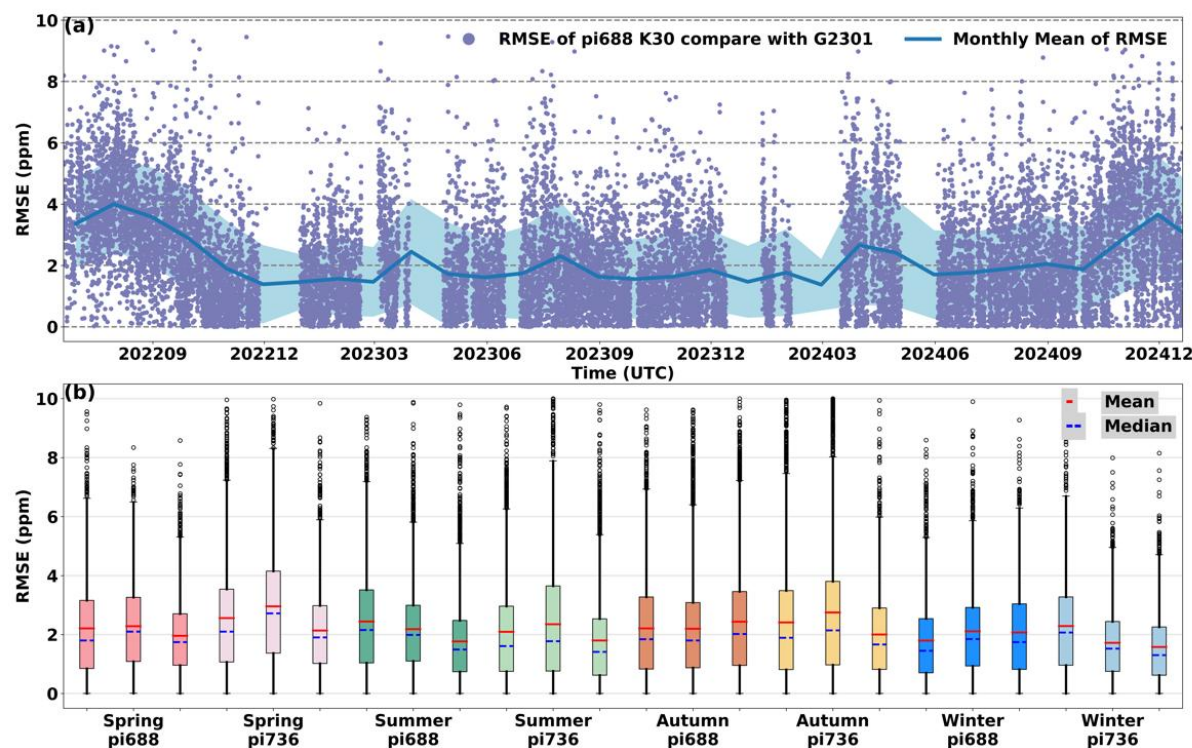 (a)
RMSE of pi688 K30 compare with G2301
Monthly Mean of RMSE
RMSE (ppm)
10
8
6
4
2
0
202209 202212 202303 202306 202309 202312 202403 202406 202409 202412
Time (UTC)
(b)
Mean
Median
RMSE (ppm)
10
8
6
4
2
0
Spring Spring Summer Summer Autumn Autumn Winter Winter
pi688 pi736 pi688 pi736 pi688 pi736 pi688 pi736